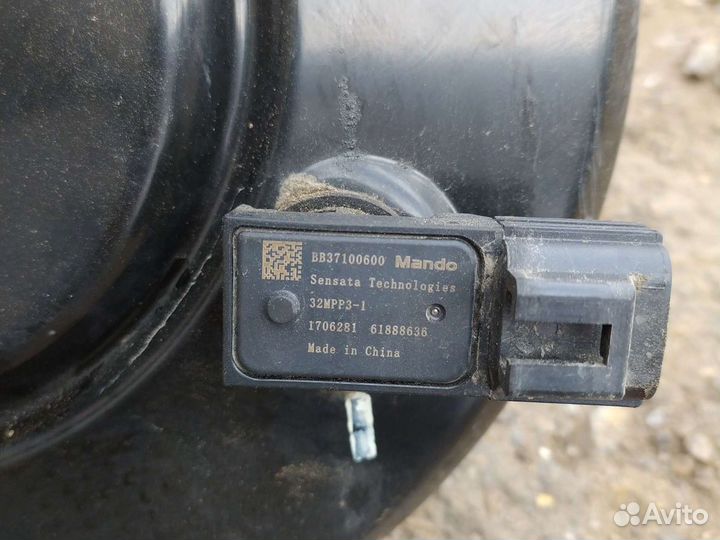 BB37100600 Mando
Sensata Technologies
32MPP3-1
1706281 61888636
Made in China
Avito